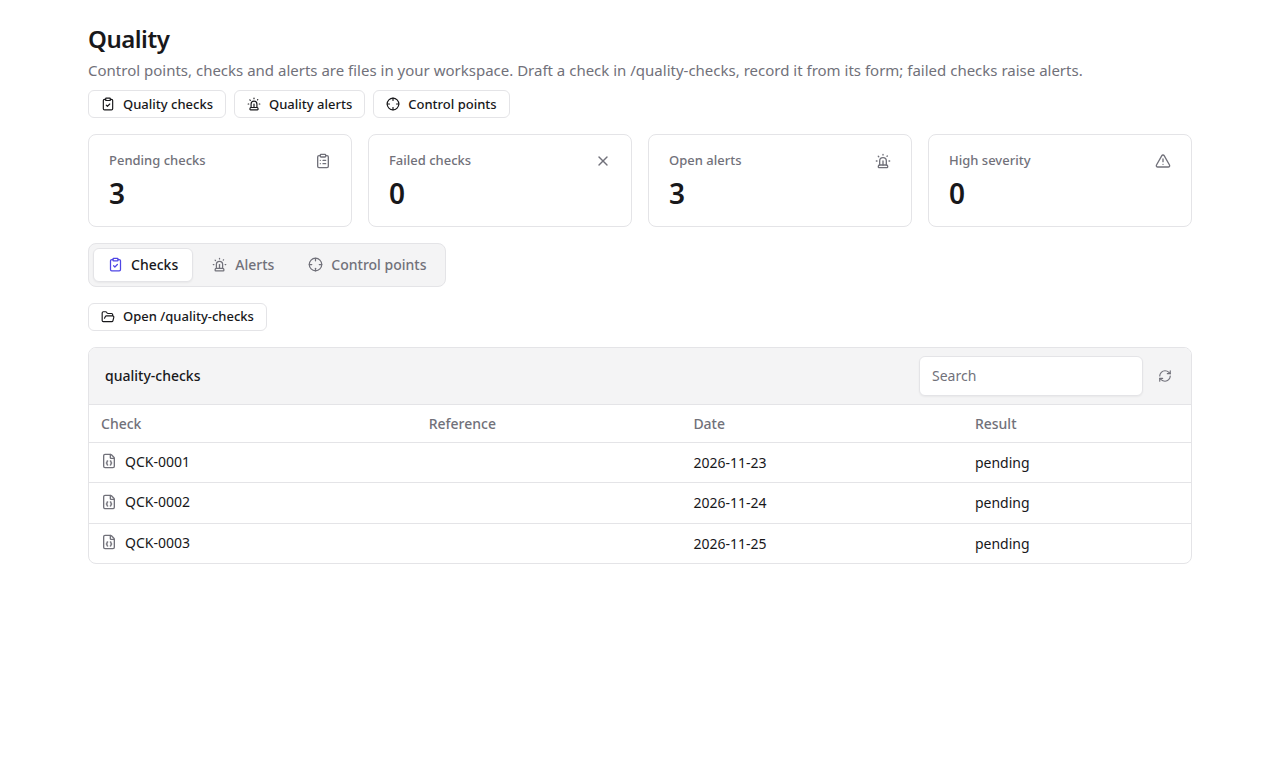 Quality
Control points, checks and alerts are files in your workspace. Draft a check in /quality-checks, record it from its form; failed checks raise alerts.
Quality checks Quality alerts Control points
Pending checks Failed checks Open alerts High severity
3 0 3 0
Checks Alerts Control points
Open /quality-checks
quality-checks Search
Check Reference Date Result
QCK-0001 2026-11-23 pending
QCK-0002 2026-11-24 pending
QCK-0003 2026-11-25 pending